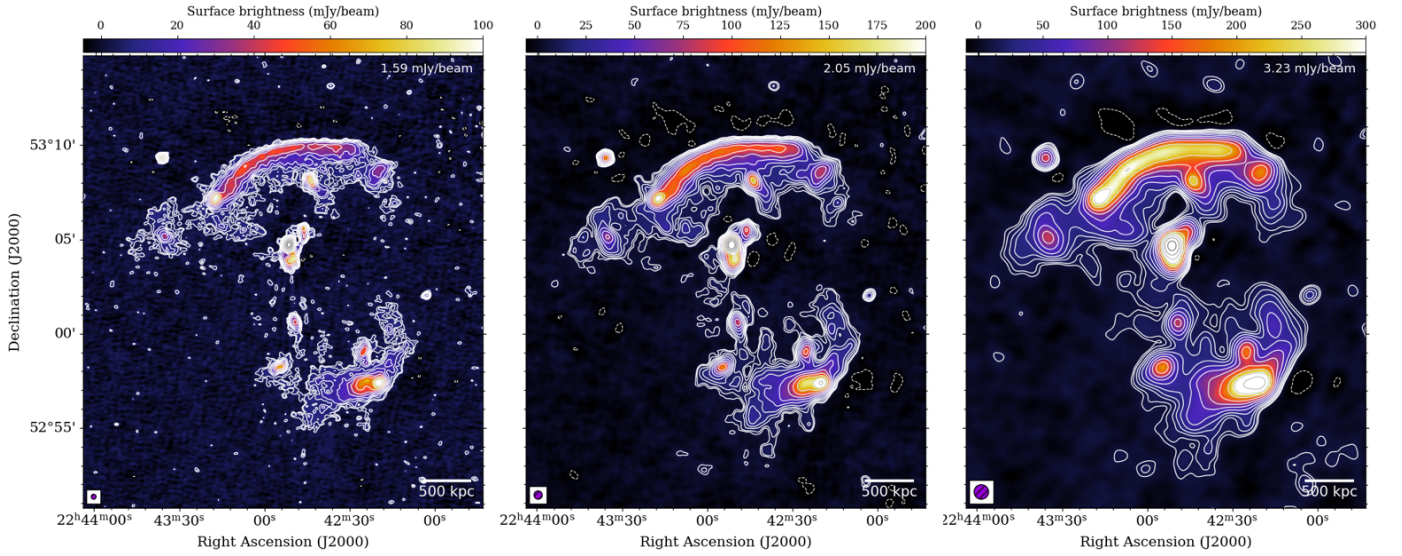 Surface brightness (mJy/beam) Surface brightness (mJy/beam) Surface brightness (mJy/beam)
0 20 40 60 80 100 0 25 50 75 100 125 150 175 200 0 50 100 150 200 250 300
1.59 mJy/beam 2.05 mJy/beam 3.23 mJy/beam
53°10'
05'
00'
52°55'
Declination (J2000)
500 kpc 500 kpc 500 kpc
22ʰ44ᵐ00ˢ 43ᵐ30ˢ 00ˢ 42ᵐ30ˢ 00ˢ 22ʰ44ᵐ00ˢ 43ᵐ30ˢ 00ˢ 42ᵐ30ˢ 00ˢ 22ʰ44ᵐ00ˢ 43ᵐ30ˢ 00ˢ 42ᵐ30ˢ 00ˢ
Right Ascension (J2000) Right Ascension (J2000) Right Ascension (J2000)